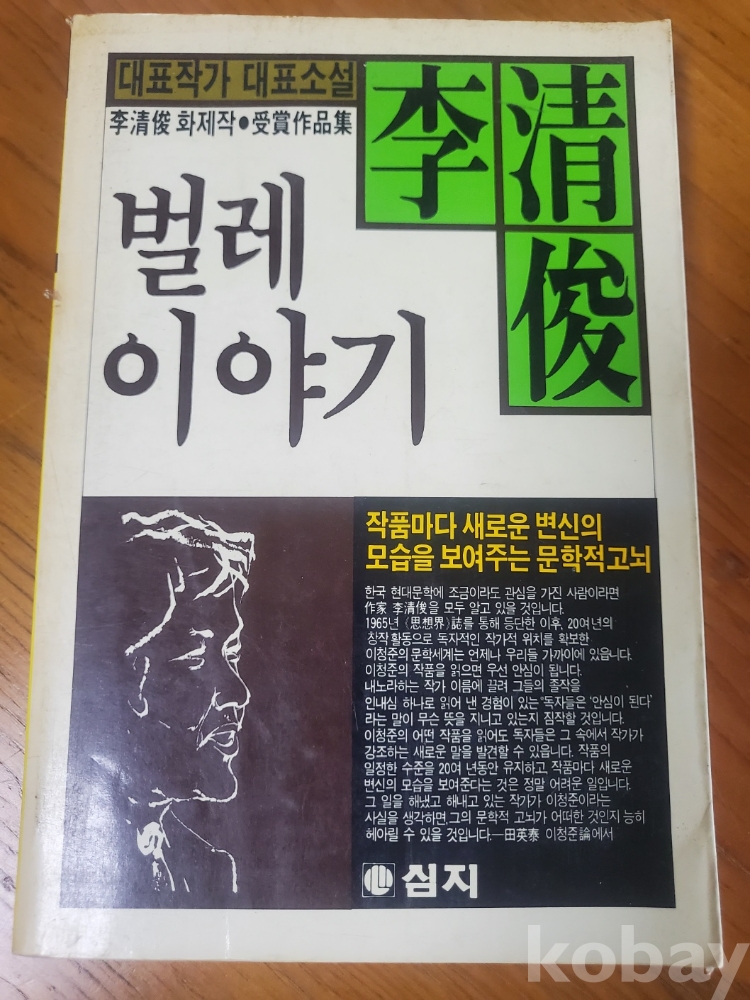 대표작가 대표소설
李清俊 화제작●受賞作品集
李清俊
벌레
이야기
작품마다 새로운 변신의
모습을 보여주는 문학적고뇌
한국 현대문학에 조금이라도 관심을 가진 사람이라면
作家 李清俊을 모두 알고 있을 것입니다.
1965년 〈思想界〉誌를 통해 등단한 이후, 20여년의
창작활동으로 독자적인 작가적 위치를 확보한
이청준의 문학세계는 언제나 우리들 가까이에 있읍니다.
이청준의 작품을 읽으면 우선 안심이 됩니다.
내노라하는 작가 이름에 끌려 그들의 졸작을
인내심 하나로 읽어 낸 경험이 있는 독자들은 '안심이 된다'
라는 말이 무슨 뜻을 지니고 있는지 짐작할 것입니다.
이청준의 어떤 작품을 읽어도 독자들은 그 속에서 작가가
강조하는 새로운 말을 발견할 수 있읍니다. 작품의
일정한 수준을 20여 년동안 유지하고 작품마다 새로운
변신의 모습을 보여준다는 것은 정말 어려운 일입니다.
그 일을 해냈고 해내고 있는 작가가 이청준이라는
사실을 생각하면, 그의 문학적 고뇌가 어떠한 것인지 능히
헤아릴 수 있을 것입니다.—田英泰 이청준論에서
심지
kobay